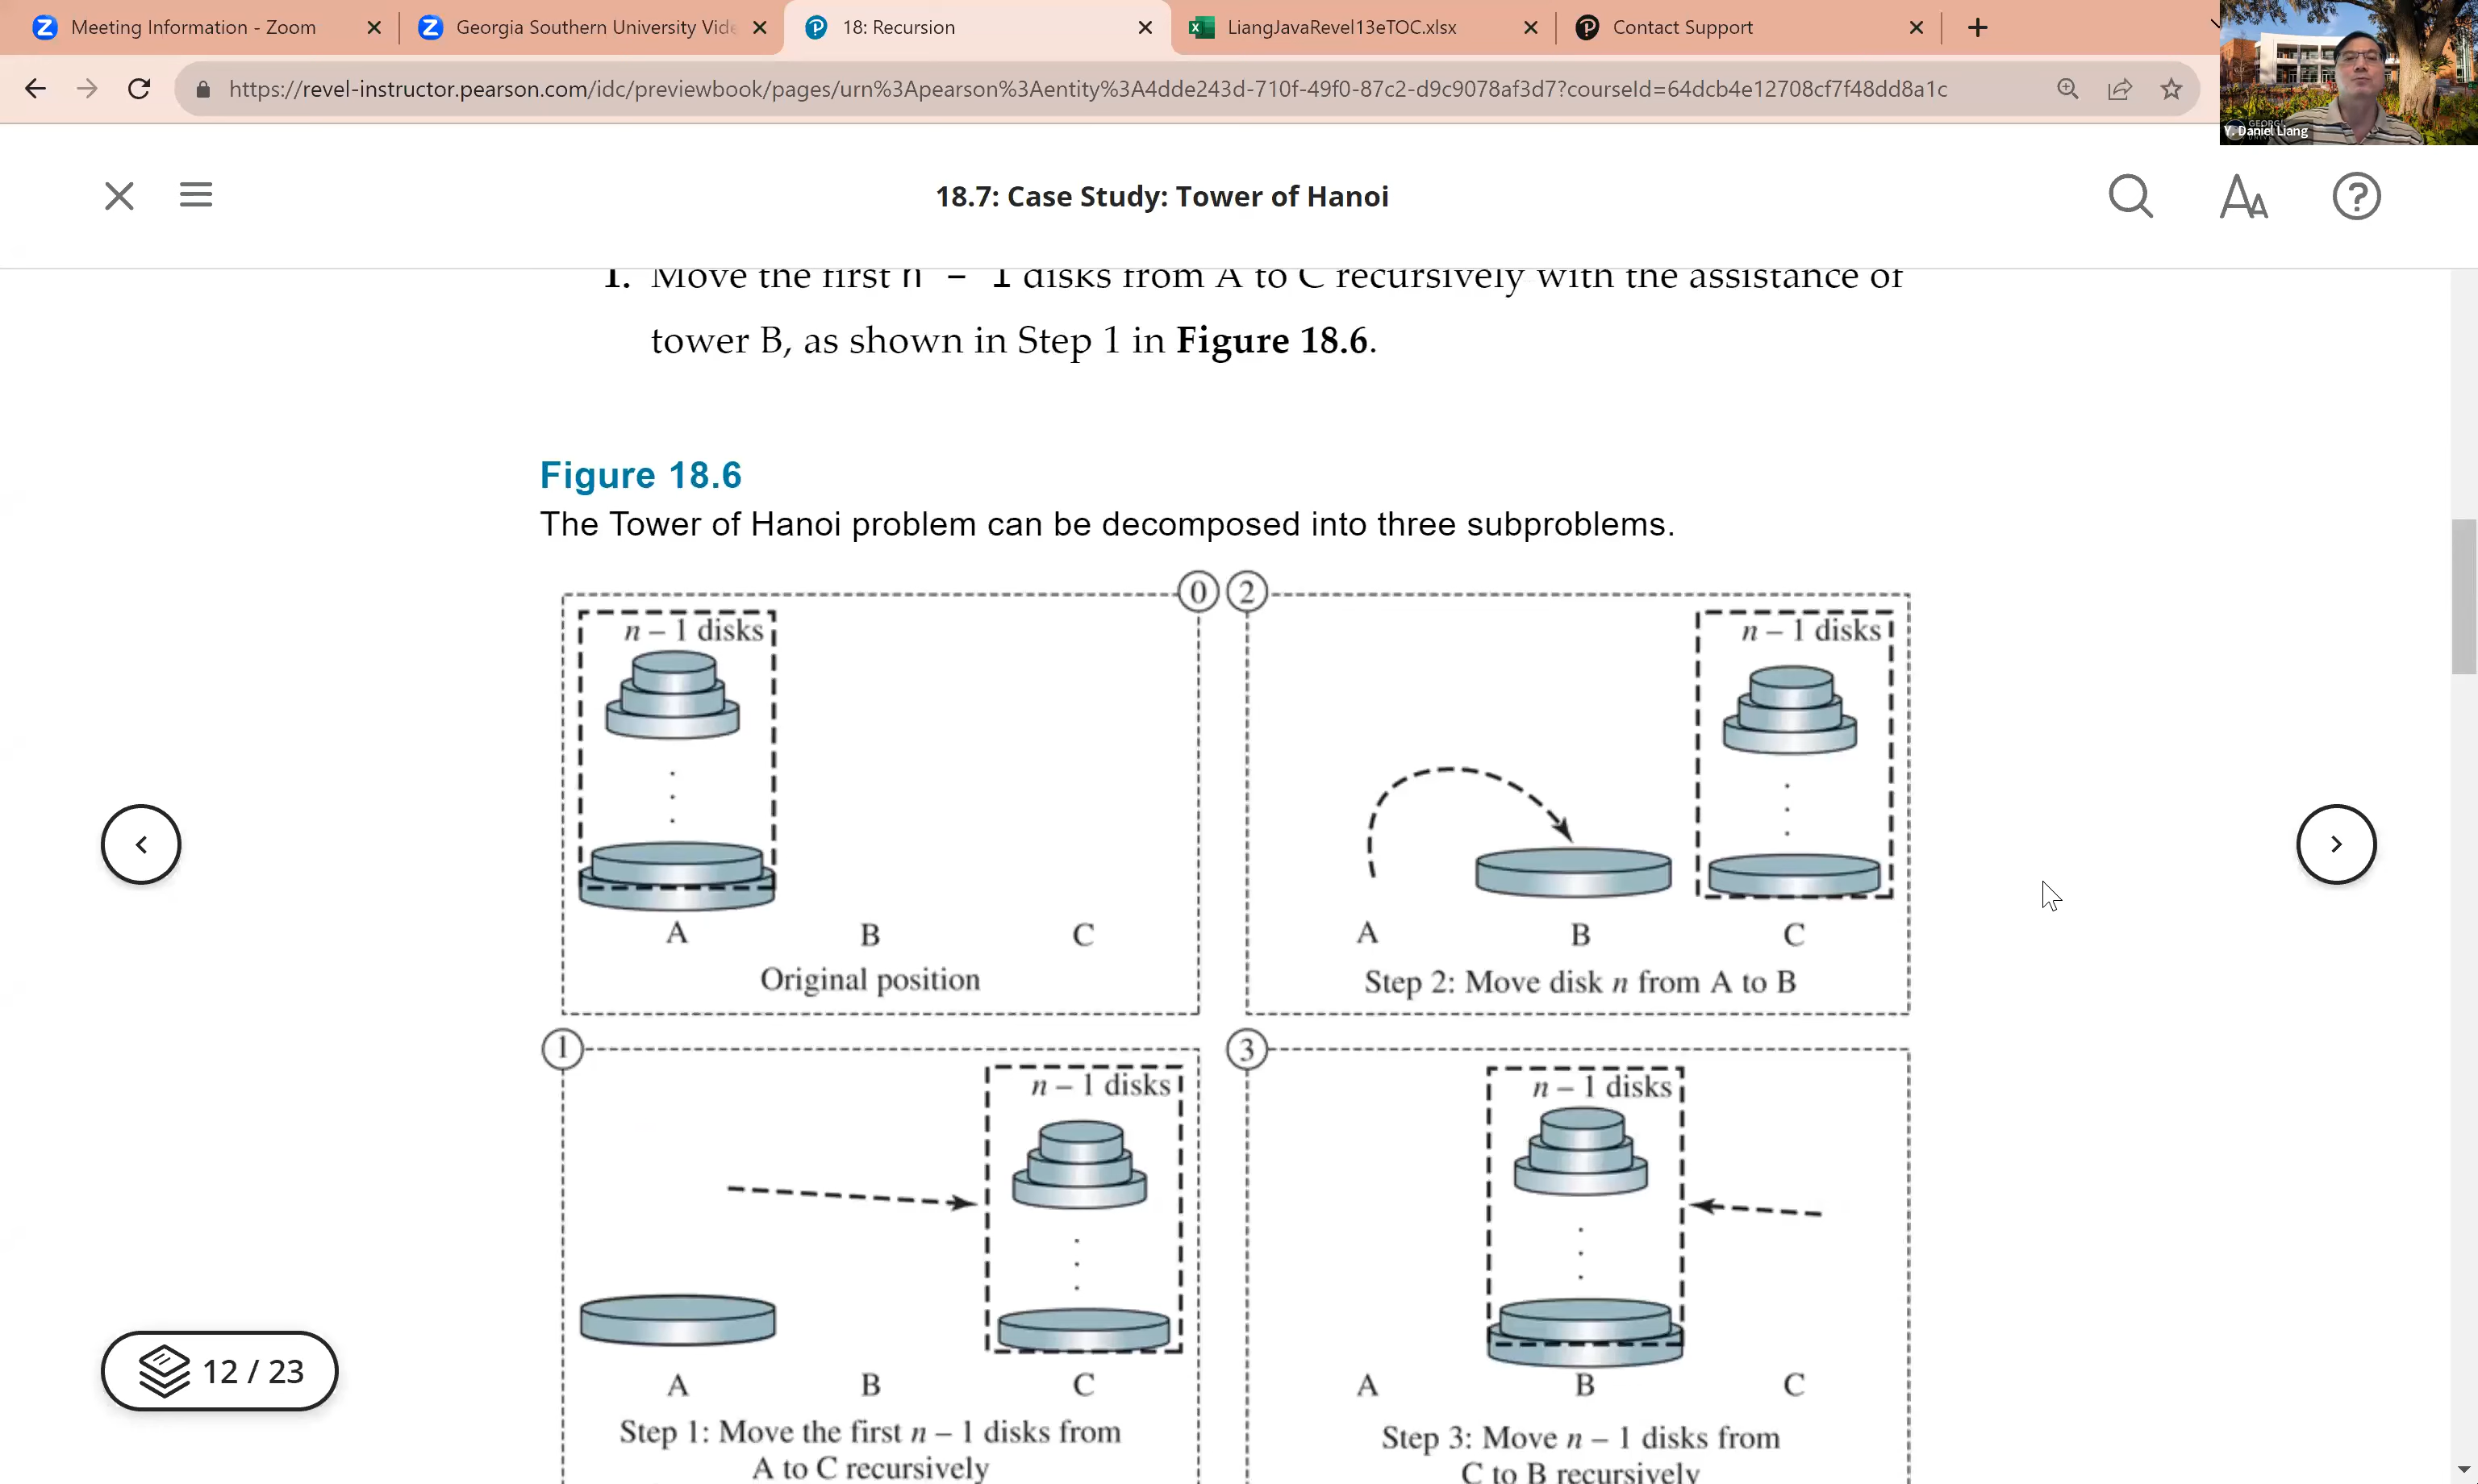 Meeting Information - Zoom
Georgia Southern University Vide
18: Recursion
LiangJavaRevel13eTOC.xlsx
Contact Support
https://revel-instructor.pearson.com/idc/previewbook/pages/urn%3Apearson%3Aentity%3A4dde243d-710f-49f0-87c2-d9c9078af3d7?courseId=64dcb4e12708cf7f48dd8a1c
Y. Daniel Liang
18.7: Case Study: Tower of Hanoi
1. Move the first n - 1 disks from A to C recursively with the assistance of
tower B, as shown in Step 1 in Figure 18.6.
Figure 18.6
The Tower of Hanoi problem can be decomposed into three subproblems.
0
n – 1 disks
A B C
Original position
2
n – 1 disks
A B C
Step 2: Move disk n from A to B
1
n – 1 disks
A B C
Step 1: Move the first n – 1 disks from
A to C recursively
3
n – 1 disks
A B C
Step 3: Move n – 1 disks from
C to B recursively
12 / 23